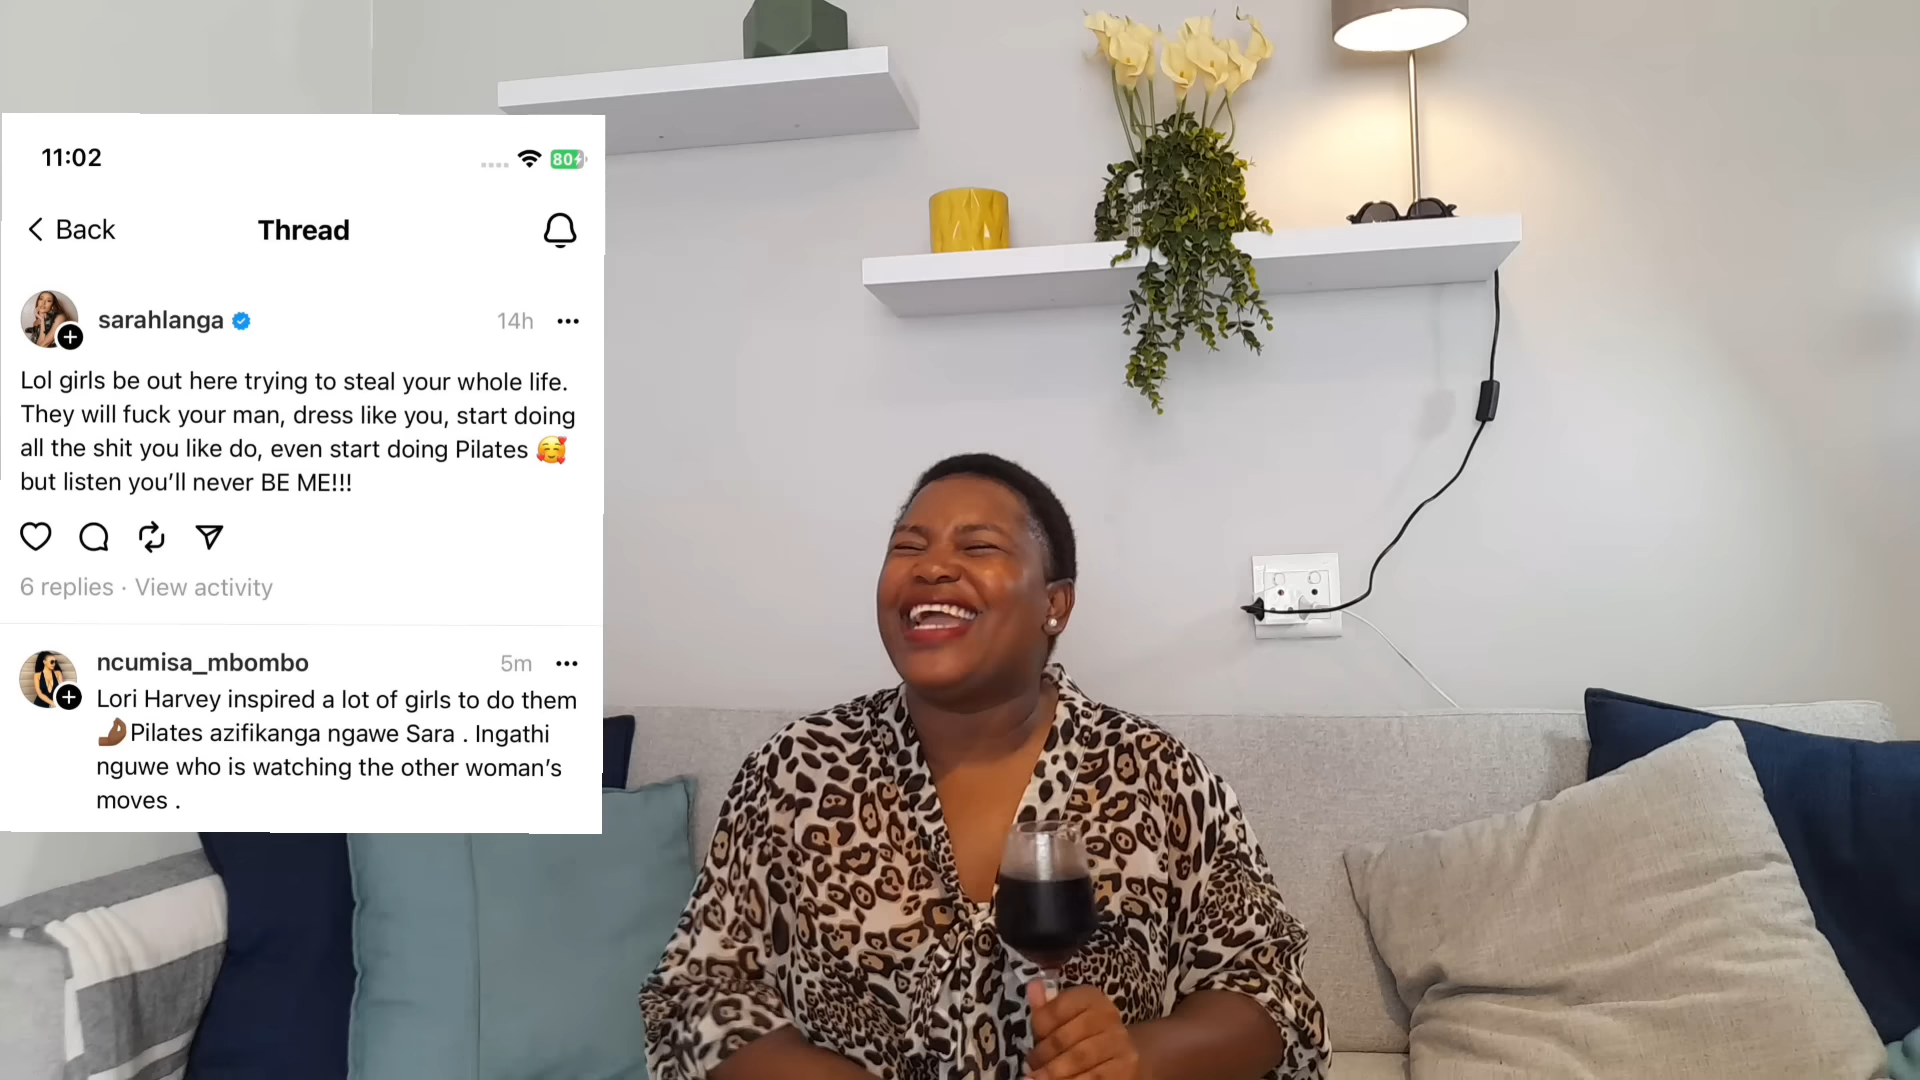 11:02
80
Back
Thread
sarahlanga
14h
Lol girls be out here trying to steal your whole life.
They will fuck your man, dress like you, start doing
all the shit you like do, even start doing Pilates 🥰
but listen you’ll never BE ME!!!
6 replies · View activity
ncumisa_mbombo
5m
Lori Harvey inspired a lot of girls to do them
🤌🏾Pilates azifikanga ngawe Sara . Ingathi
nguwe who is watching the other woman’s
moves .